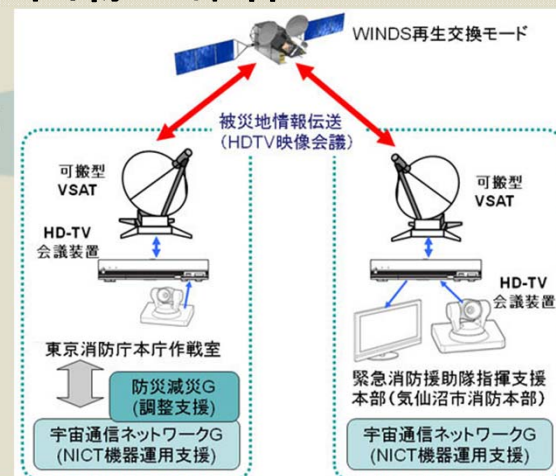 WINDS再生交換モード
被災地情報伝送
（HDTV映像会議）
可搬型
VSAT
HD-TV
会議装置
東京消防庁本庁作戦室
防災減災G
(調整支援)
宇宙通信ネットワークG
(NICT機器運用支援)
可搬型
VSAT
HD-TV
会議装置
緊急消防援助隊指揮支援
本部（気仙沼市消防本部）
宇宙通信ネットワークG
(NICT機器運用支援)